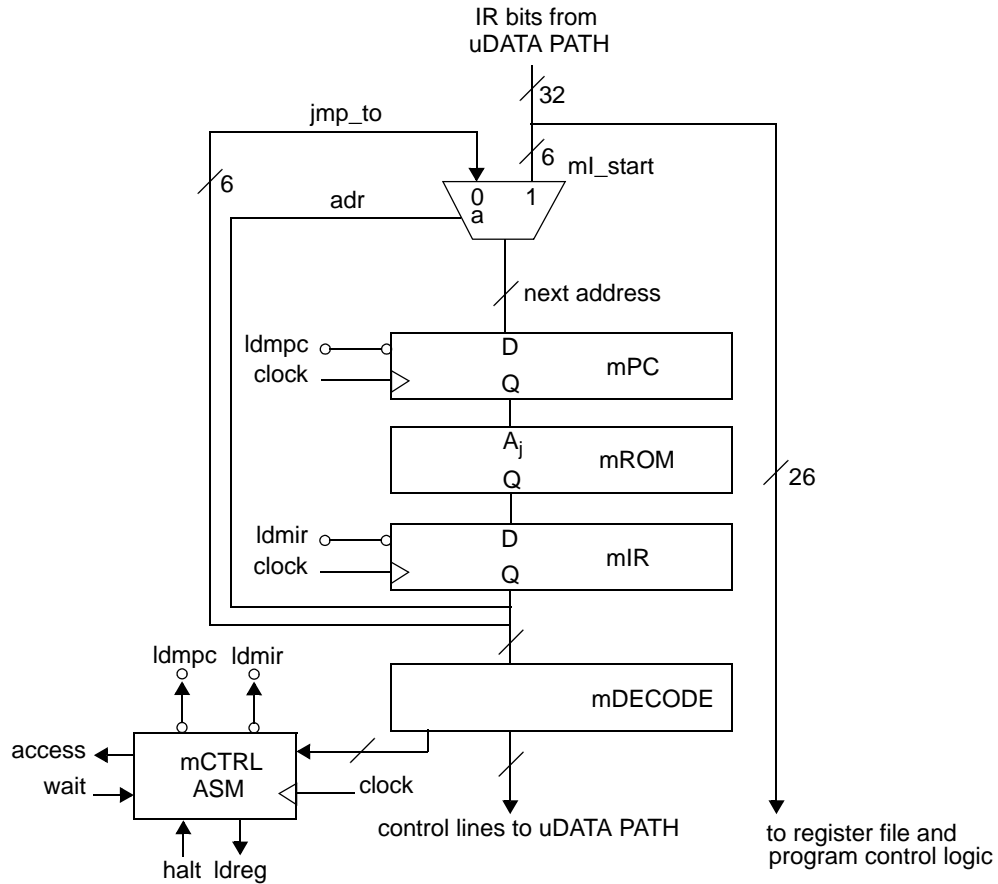 IR bits from
uDATA PATH
32
jmp_to
6
mI_start
6
0 1
adr
a
next address
ldmpc
D
mPC
clock
Q
Aj
mROM
Q
26
ldmir
D
mIR
clock
Q
ldmpc ldmir
mDECODE
access
mCTRL
ASM
wait
clock
control lines to uDATA PATH
to register file and
program control logic
halt ldreg